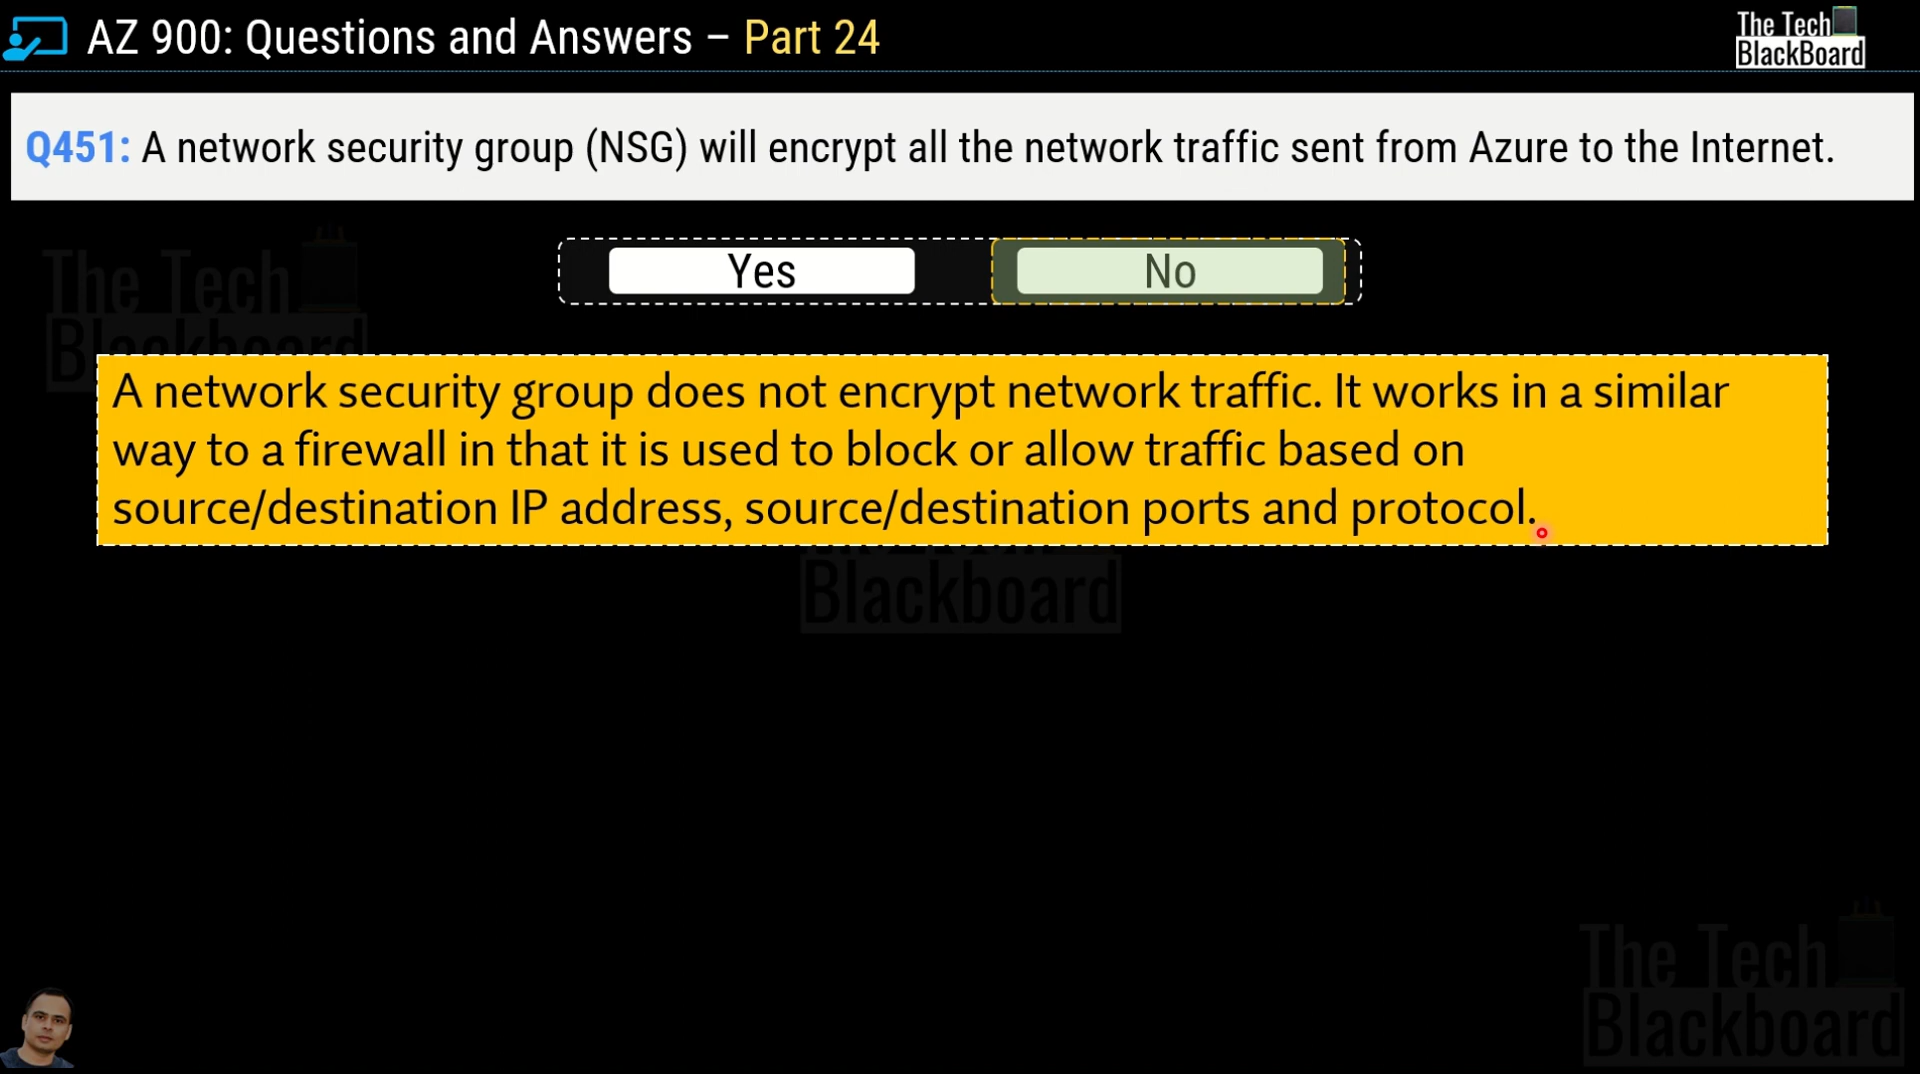 AZ 900: Questions and Answers – Part 24
The Tech
BlackBoard
Q451: A network security group (NSG) will encrypt all the network traffic sent from Azure to the Internet.
Yes
No
The Tech
Blackboard
A network security group does not encrypt network traffic. It works in a similar
way to a firewall in that it is used to block or allow traffic based on
source/destination IP address, source/destination ports and protocol.
Blackboard
The Tech
Blackboard